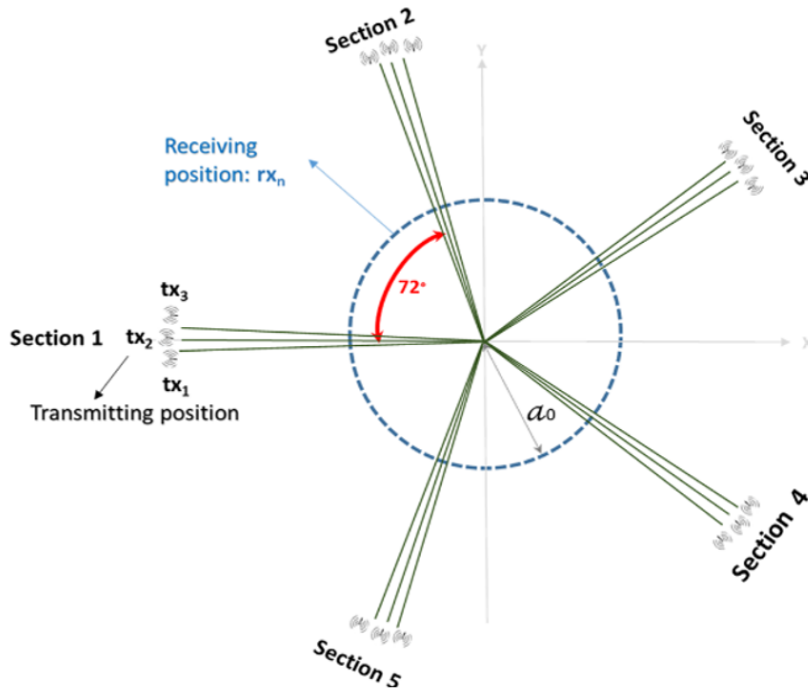 Section 2
Y
Section 3
Receiving
position: rxₙ
72°
tx₃
Section 1
tx₂
X
tx₁
Transmitting position
a₀
Section 4
Section 5